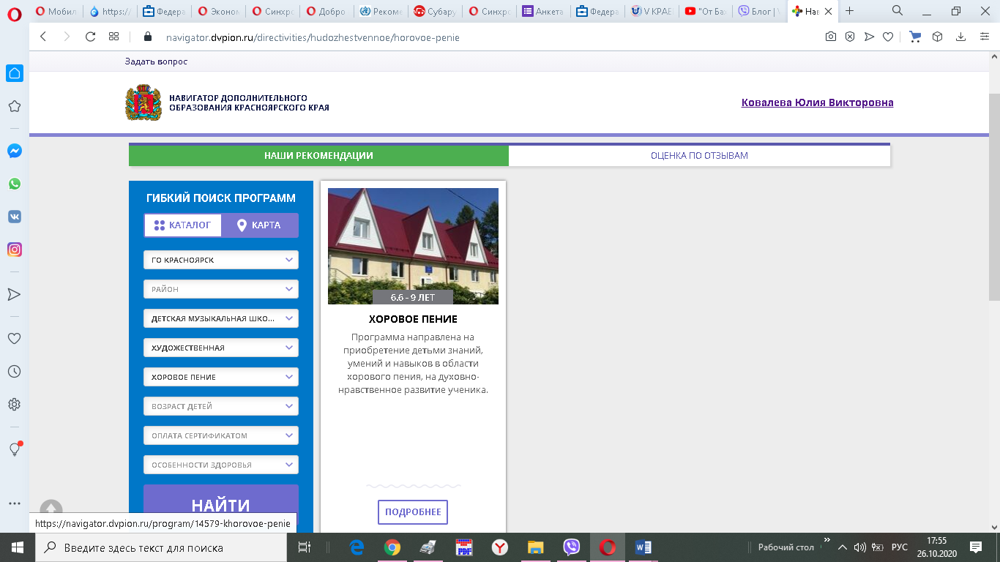 Мобил
https:/
Федера
Эконом
Синхро
Добро
Рекоме
Субару
Синхро
Анкета
Федера
V КРАЕ
"От Ба
Блог | V
Нав
navigator.dvpion.ru/directivities/hudozhestvennoe/horovoe-penie
Задать вопрос
НАВИГАТОР ДОПОЛНИТЕЛЬНОГО
ОБРАЗОВАНИЯ КРАСНОЯРСКОГО КРАЯ
Ковалева Юлия Викторовна
НАШИ РЕКОМЕНДАЦИИ
ОЦЕНКА ПО ОТЗЫВАМ
ГИБКИЙ ПОИСК ПРОГРАММ
КАТАЛОГ
КАРТА
ГО КРАСНОЯРСК
РАЙОН
ДЕТСКАЯ МУЗЫКАЛЬНАЯ ШКО...
ХУДОЖЕСТВЕННАЯ
ХОРОВОЕ ПЕНИЕ
ВОЗРАСТ ДЕТЕЙ
ОПЛАТА СЕРТИФИКАТОМ
ОСОБЕННОСТИ ЗДОРОВЬЯ
НАЙТИ
6.6 - 9 ЛЕТ
ХОРОВОЕ ПЕНИЕ
Программа направлена на
приобретение детьми знаний,
умений и навыков в области
хорового пения, на духовно-
нравственное развитие ученика.
ПОДРОБНЕЕ
https://navigator.dvpion.ru/program/14579-khorovoe-penie
Введите здесь текст для поиска
PDF
Рабочий стол
РУС
17:55
26.10.2020